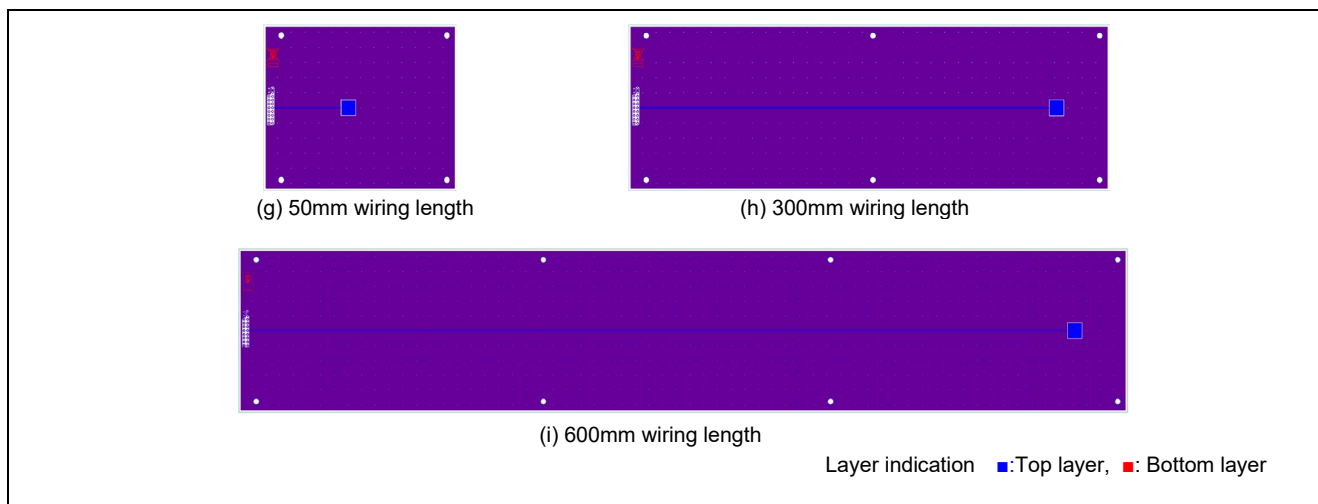 (g) 50mm wiring length
(h) 300mm wiring length
(i) 600mm wiring length
Layer indication ■:Top layer, ■: Bottom layer